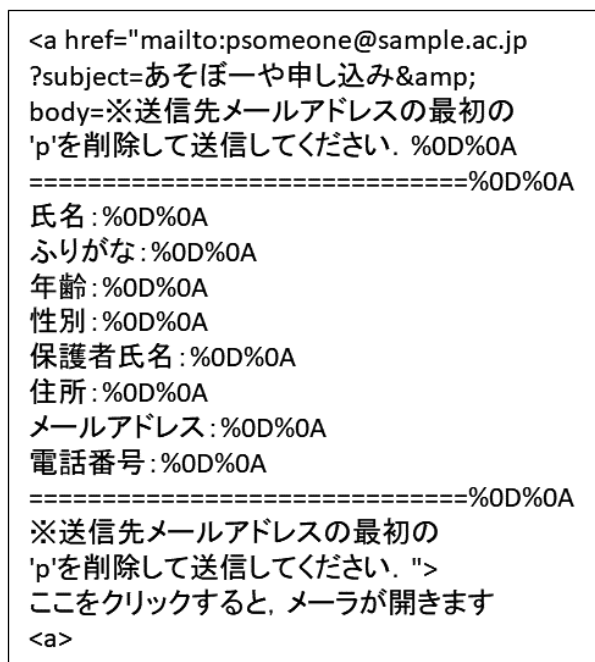 <a href="mailto:psomeone@sample.ac.jp
?subject=あそぼーや申し込み&amp;
body=※送信先メールアドレスの最初の
'p'を削除して送信してください．%0D%0A
==============================%0D%0A
氏名：%0D%0A
ふりがな：%0D%0A
年齢：%0D%0A
性別：%0D%0A
保護者氏名：%0D%0A
住所：%0D%0A
メールアドレス：%0D%0A
電話番号：%0D%0A
==============================%0D%0A
※送信先メールアドレスの最初の
'p'を削除して送信してください．">
ここをクリックすると，メーラが開きます
<a>